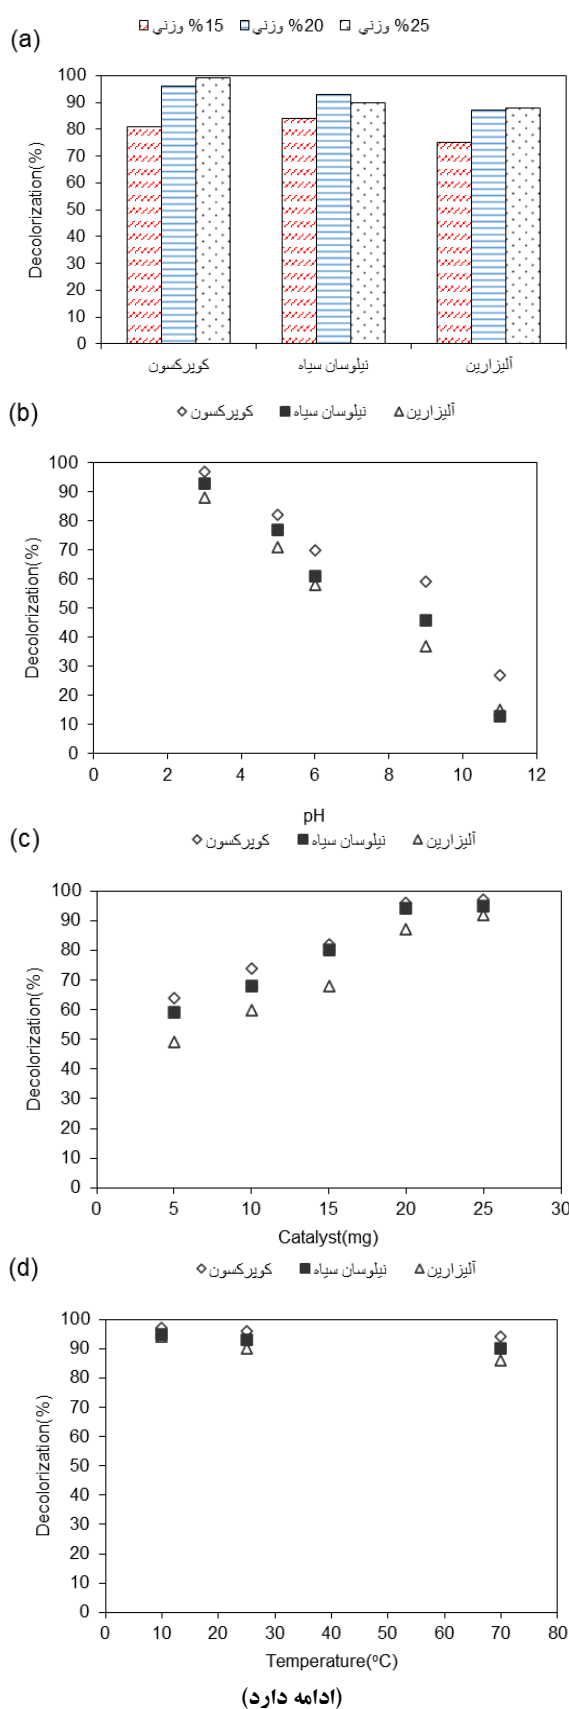 (a)
15% وزني 20% وزني 25% وزني
100
90
80
70
60
50
40
30
20
10
0
Decolorization(%)
کوپرکسون نیلوسان سیاه آلیزارین
(b)
کوپرکسون نیلوسان سیاه آلیزارین
100
90
80
70
60
50
40
30
20
10
0
Decolorization(%)
0 2 4 6 8 10 12
pH
(c)
کوپرکسون نیلوسان سیاه آلیزارین
100
90
80
70
60
50
40
30
20
10
0
Decolorization(%)
0 5 10 15 20 25 30
Catalyst(mg)
(d)
کوپرکسون نیلوسان سیاه آلیزارین
100
90
80
70
60
50
40
30
20
10
0
Decolorization(%)
0 10 20 30 40 50 60 70 80
Temperature(ºC)
(ادامه دارد)